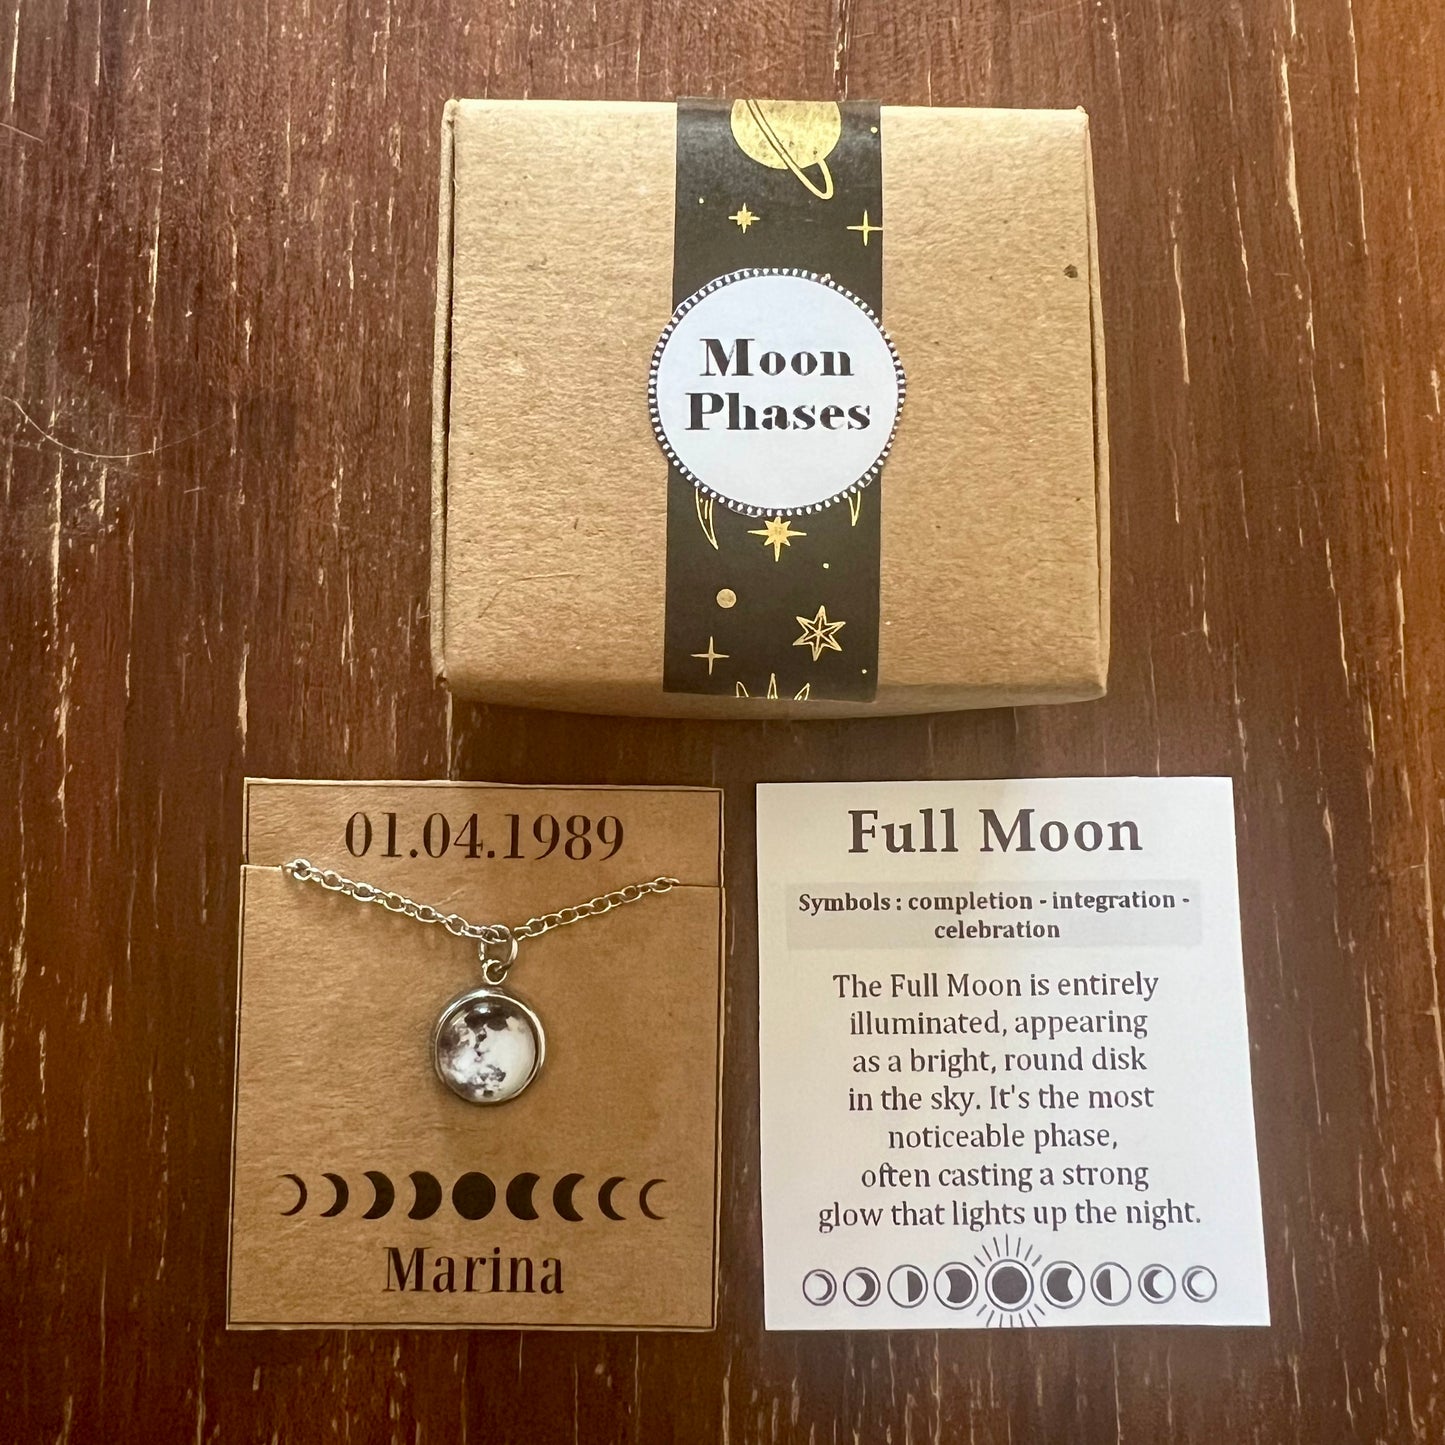 Moon
Phases
01.04.1989
Marina
Full Moon
Symbols : completion - integration -
celebration
The Full Moon is entirely
illuminated, appearing
as a bright, round disk
in the sky. It's the most
noticeable phase,
often casting a strong
glow that lights up the night.